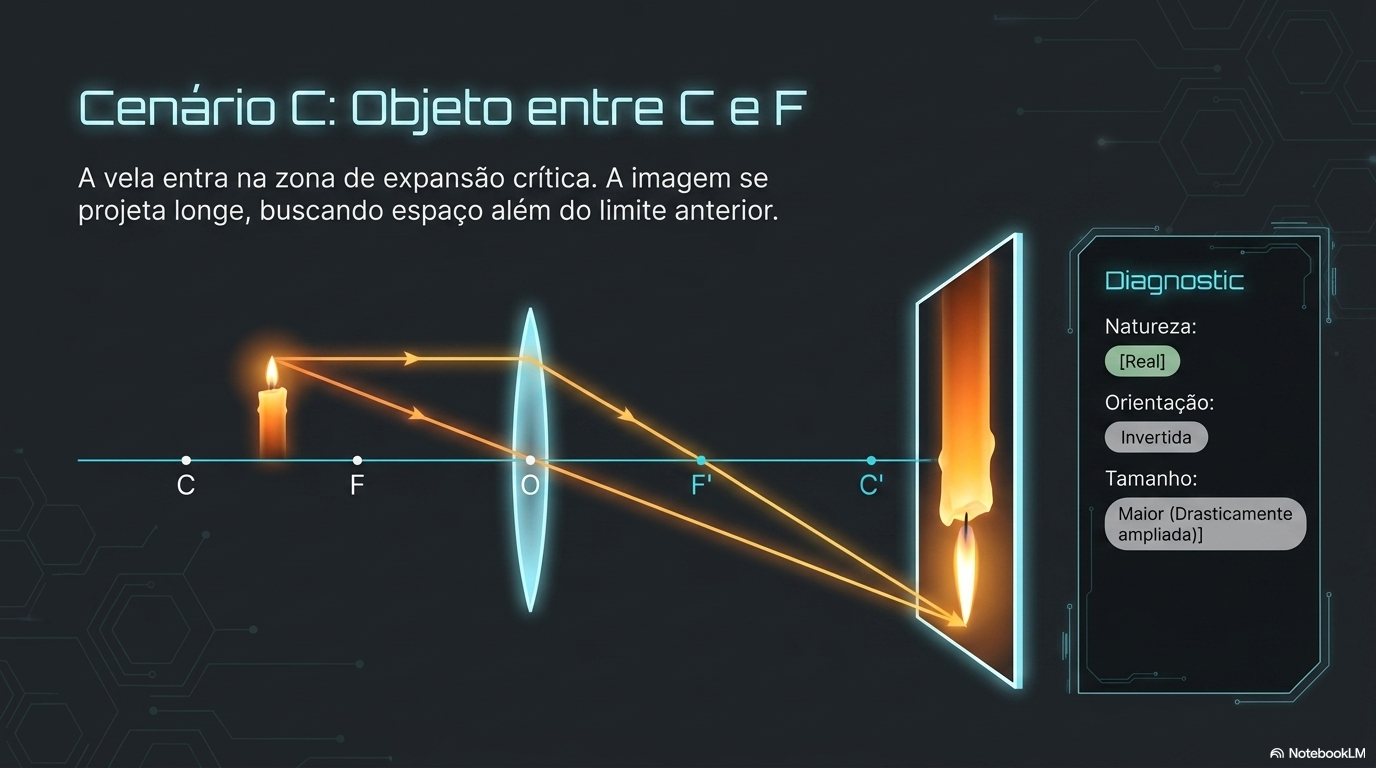 Cenário C: Objeto entre C e F
A vela entra na zona de expansão crítica. A imagem se
projeta longe, buscando espaço além do limite anterior.
C
F
O
F'
C'
Diagnostic
Natureza:
[Real]
Orientação:
Invertida
Tamanho:
Maior (Drasticamente
ampliada)]
NotebookLM